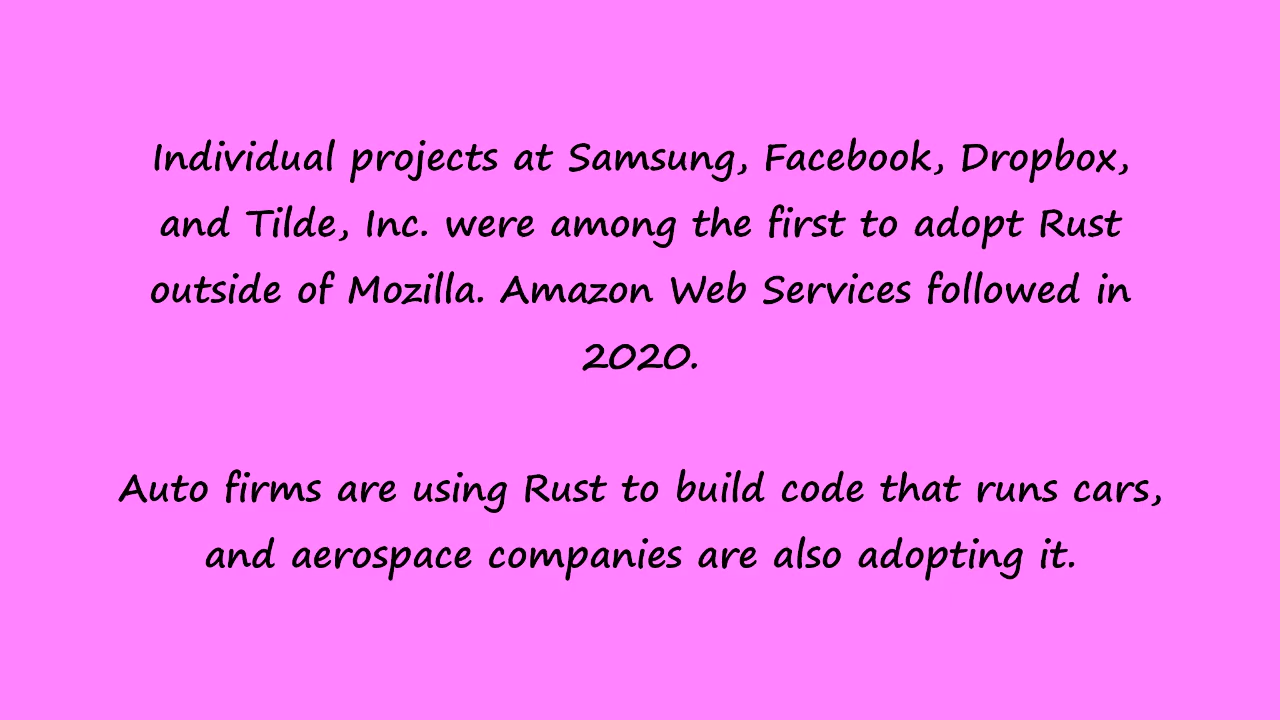 Individual projects at Samsung, Facebook, Dropbox,
and Tilde, Inc. were among the first to adopt Rust
outside of Mozilla. Amazon Web Services followed in
2020.
Auto firms are using Rust to build code that runs cars,
and aerospace companies are also adopting it.